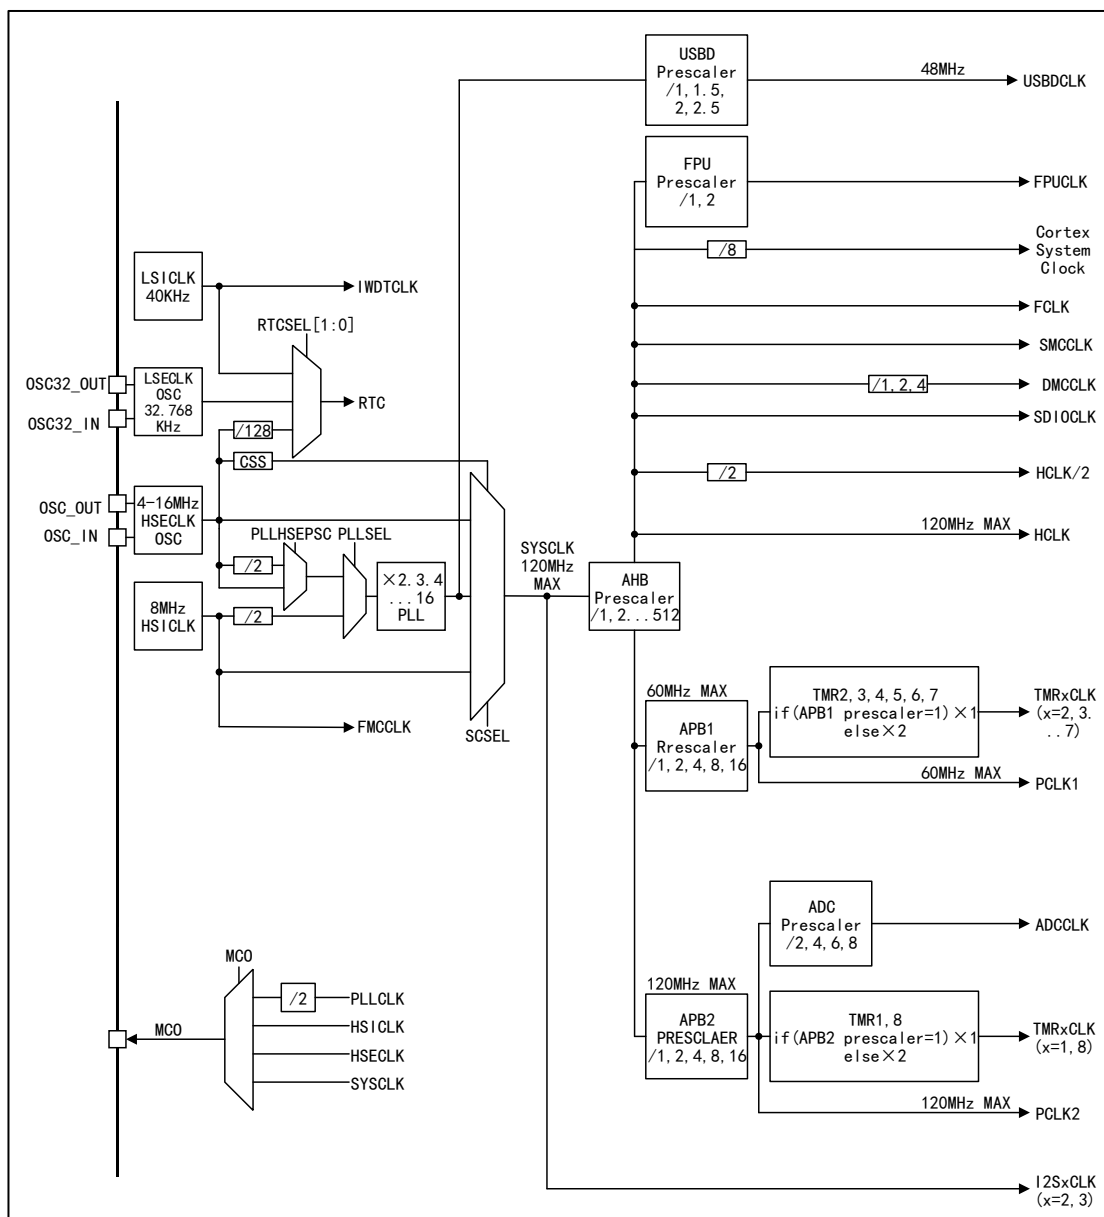 USBD
Prescaler
/1, 1.5,
2, 2.5
48MHz
USBDCLK
FPU
Prescaler
/1, 2
FPUCLK
/8
Cortex
System
Clock
LSICLK
40KHz
IWDTCLK
FCLK
RTCSEL[1:0]
SMCCLK
OSC32_OUT
OSC32_IN
LSECLK
OSC
32.768
KHz
RTC
/1, 2, 4
DMCCLK
SDIOCLK
/128
CSS
/2
HCLK/2
OSC_OUT
OSC_IN
4-16MHz
HSECLK
OSC
120MHz MAX
HCLK
PLLHSEPSC
PLLSEL
/2
×2.3.4
...16
PLL
SYSCLK
120MHz
MAX
AHB
Prescaler
/1, 2...512
8MHz
HSICLK
/2
FMCCLK
SCSEL
60MHz MAX
APB1
Rrescaler
/1, 2, 4, 8, 16
TMR2, 3, 4, 5, 6, 7
if(APB1 prescaler=1)×1
else×2
TMRxCLK
(x=2, 3.
..7)
60MHz MAX
PCLK1
ADC
Prescaler
/2, 4, 6, 8
ADCCLK
MCO
/2
PLLCLK
HSICLK
HSECLK
SYSCLK
MCO
120MHz MAX
APB2
PRESCLAER
/1, 2, 4, 8, 16
TMR1, 8
if(APB2 prescaler=1)×1
else×2
TMRxCLK
(x=1, 8)
120MHz MAX
PCLK2
I2SxCLK
(x=2, 3)